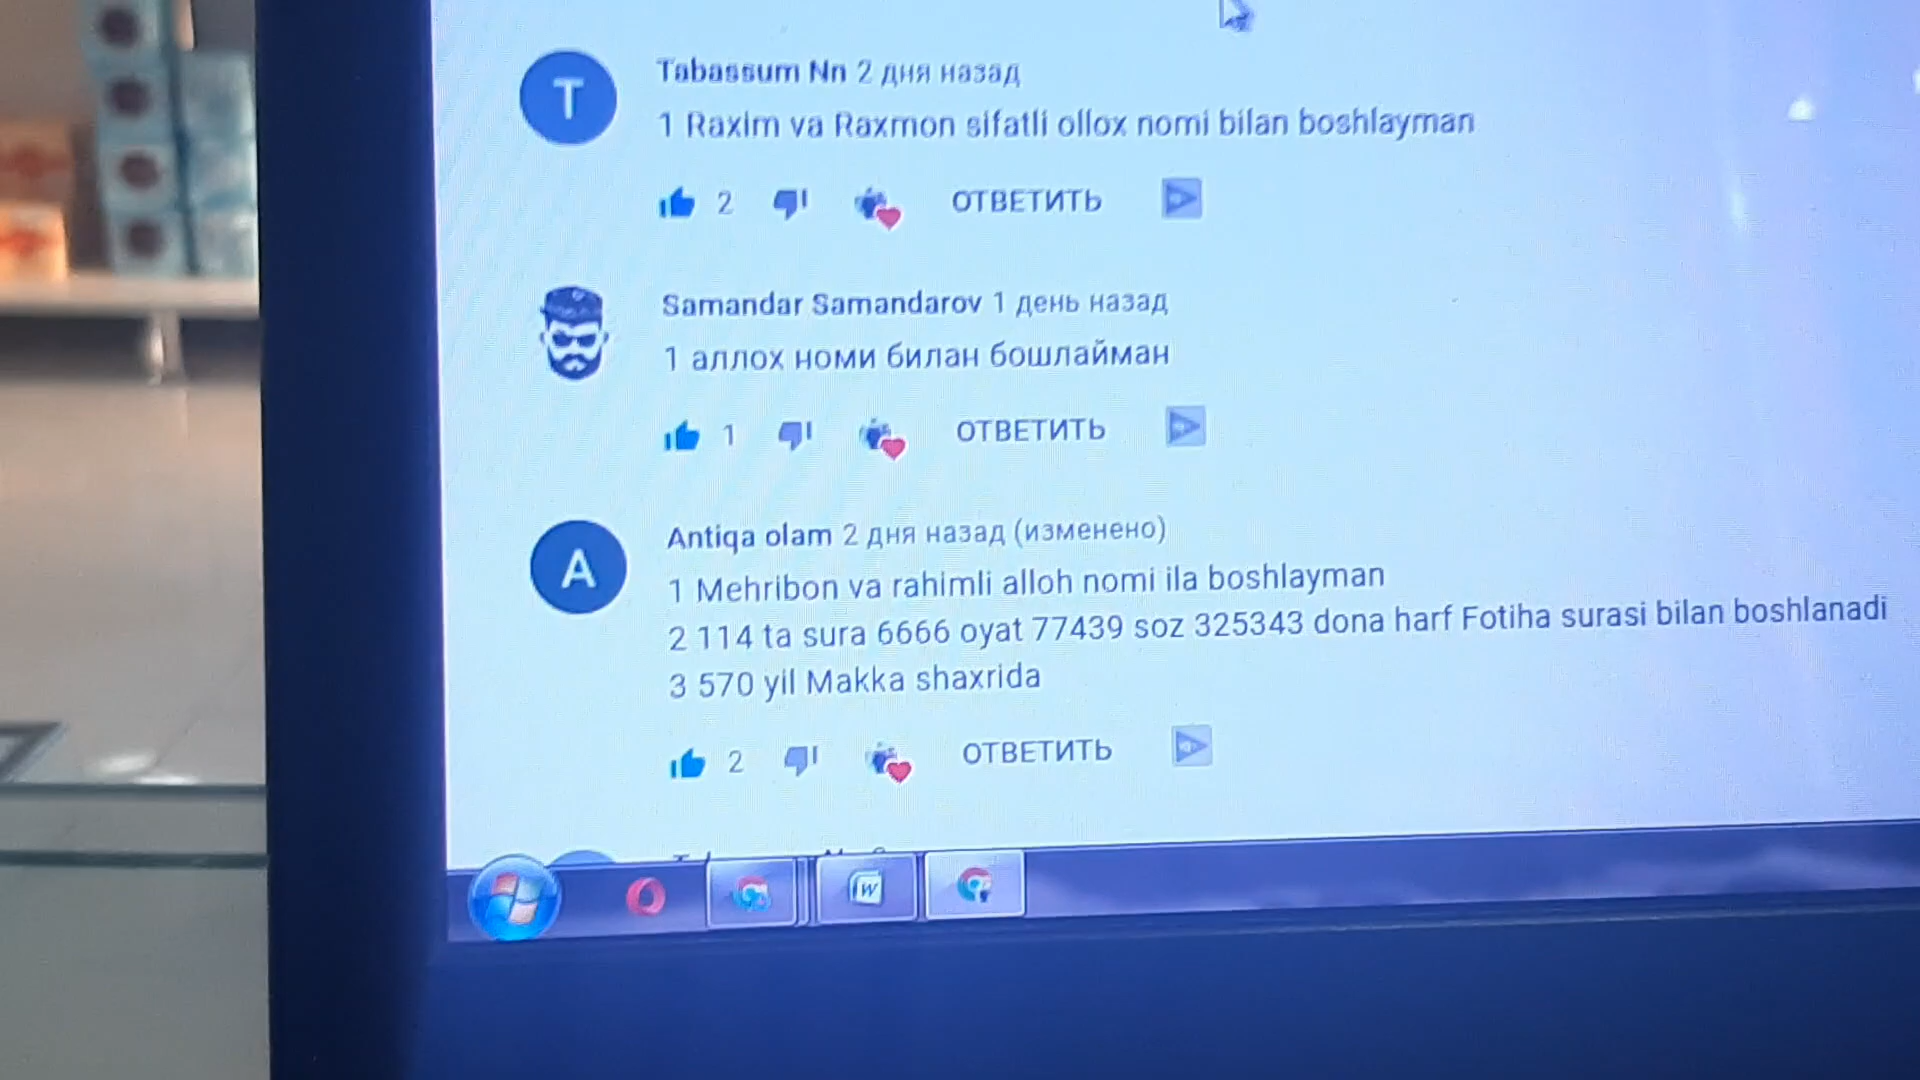 T
Tabassum Nn 2 дня назад
1 Raxim va Raxmon sifatli ollox nomi bilan boshlayman
2 ОТВЕТИТЬ
Samandar Samandarov 1 день назад
1 аллох номи билан бошлайман
1 ОТВЕТИТЬ
A
Antiqa olam 2 дня назад (изменено)
1 Mehribon va rahimli alloh nomi ila boshlayman
2 114 ta sura 6666 oyat 77439 soz 325343 dona harf Fotiha surasi bilan boshlanadi
3 570 yil Makka shaxrida
2 ОТВЕТИТЬ
W